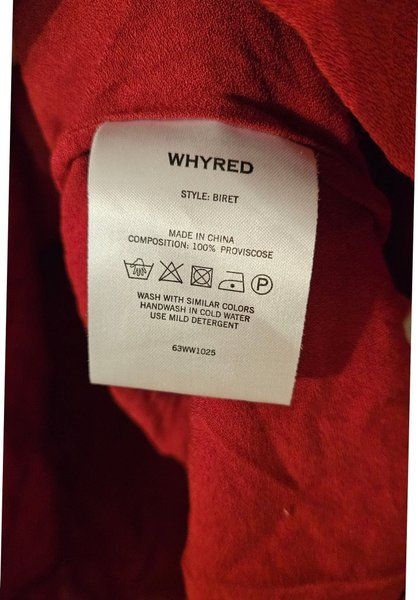 WHYRED
STYLE: BIRET
MADE IN CHINA
COMPOSITION: 100% PROVISCOSE
P
WASH WITH SIMILAR COLORS
HANDWASH IN COLD WATER
USE MILD DETERGENT
63WW1025